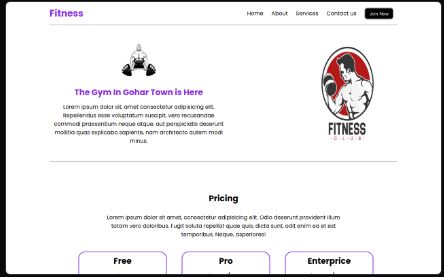 Fitness
Home About Services Contact us Join Now
The Gym In Gohar Town is Here
Lorem ipsum dolor sit, amet consectetur adipisicing elit.
Repellendus esse voluptatum suscipit, vero recusandae
commodi praesentium neque atque, aut perspiciatis deserunt
mollitia quas explicabo sapiente, nam architecto autem modi
minus.
FITNESS
CLUB
Pricing
Lorem ipsum dolor sit amet, consectetur adipisicing elit. Odio deserunt provident illum
totam vero doloribus. Fugit soluta repellat quae quis, dicta sunt, odit enim ea at est
temporibus. Neque, asperiores!
Free Pro Enterprice